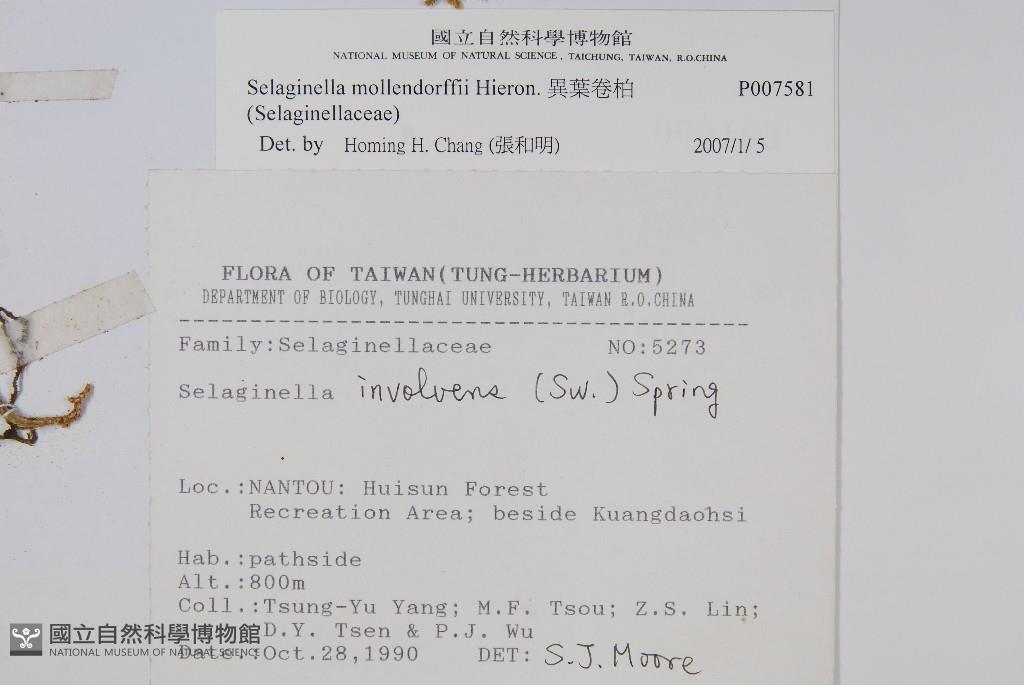 國立自然科學博物館
NATIONAL MUSEUM OF NATURAL SCIENCE, TAICHUNG, TAIWAN, R.O.CHINA
Selaginella mollendorffii Hieron. 異葉卷柏 P007581
(Selaginellaceae)
Det. by Homing H. Chang (張和明) 2007/1/ 5
FLORA OF TAIWAN(TUNG-HERBARIUM)
DEPARTMENT OF BIOLOGY, TUNGHAI UNIVERSITY, TAIWAN R.O.CHINA
Family:Selaginellaceae NO:5273
Selaginella involvens (Sw.) Spring
Loc.:NANTOU: Huisun Forest
Recreation Area; beside Kuangdaohsi
Hab.:pathside
Alt.:800m
Coll.:Tsung-Yu Yang; M.F. Tsou; Z.S. Lin;
D.Y. Tsen & P.J. Wu
Date.:Oct.28,1990 DET: S.J. Moore
國立自然科學博物館
NATIONAL MUSEUM OF NATURAL SCIENCE